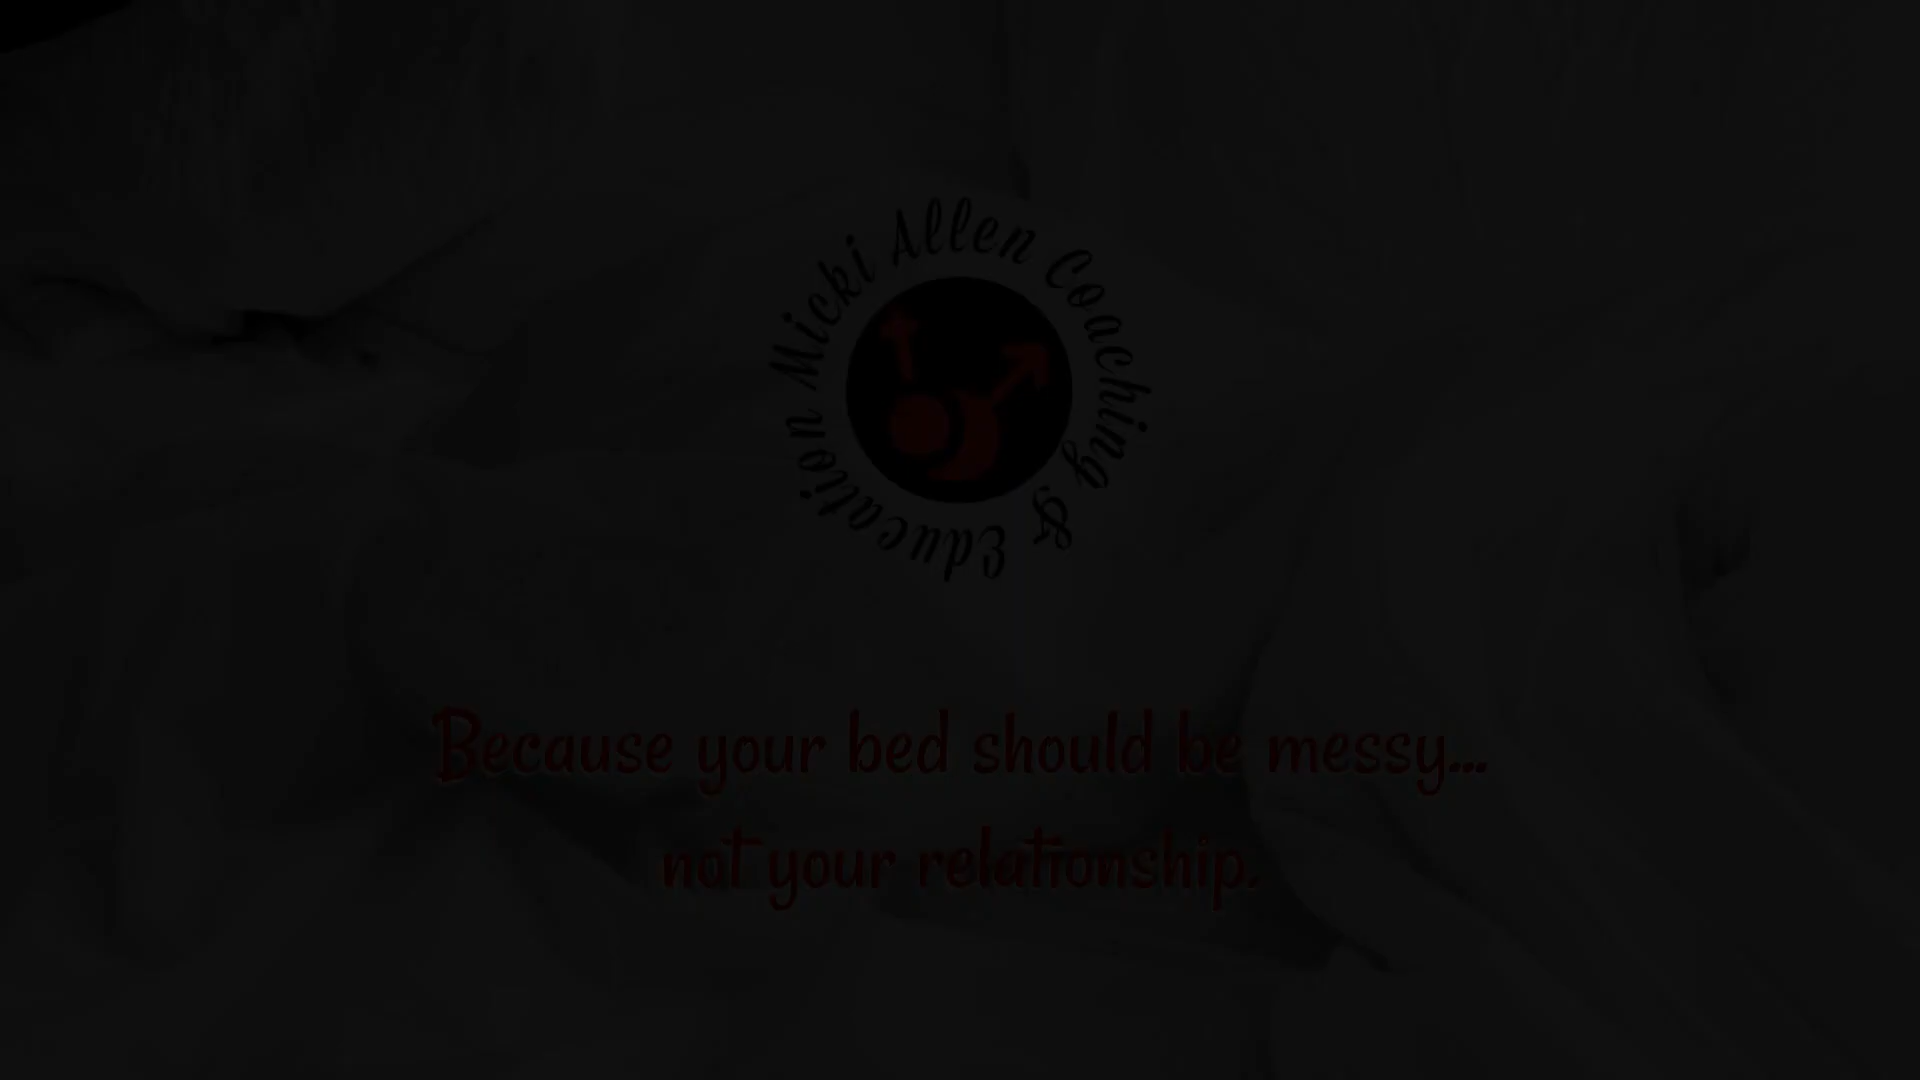 Micki Allen Coaching & Education
Because your bed should be messy...
not your relationship.